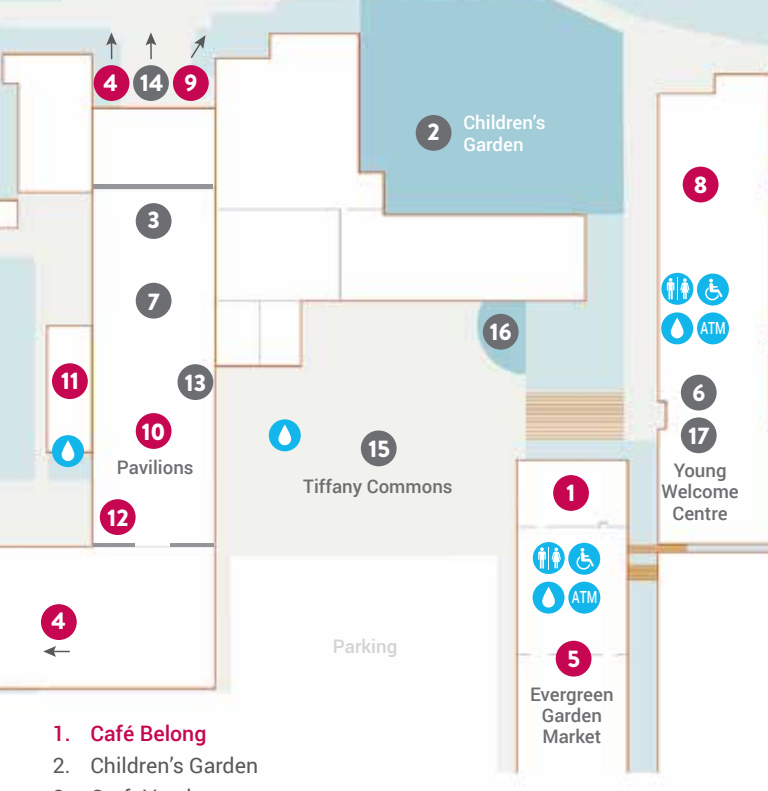 4 14 9
2 Children's
Garden
8
3
7
16
ATM
11
13
6
10
15
17
Pavilions
Tiffany Commons
Young
Welcome
Centre
1
12
ATM
4
Parking
5
Evergreen
Garden
Market
1. Café Belong
2. Children's Garden